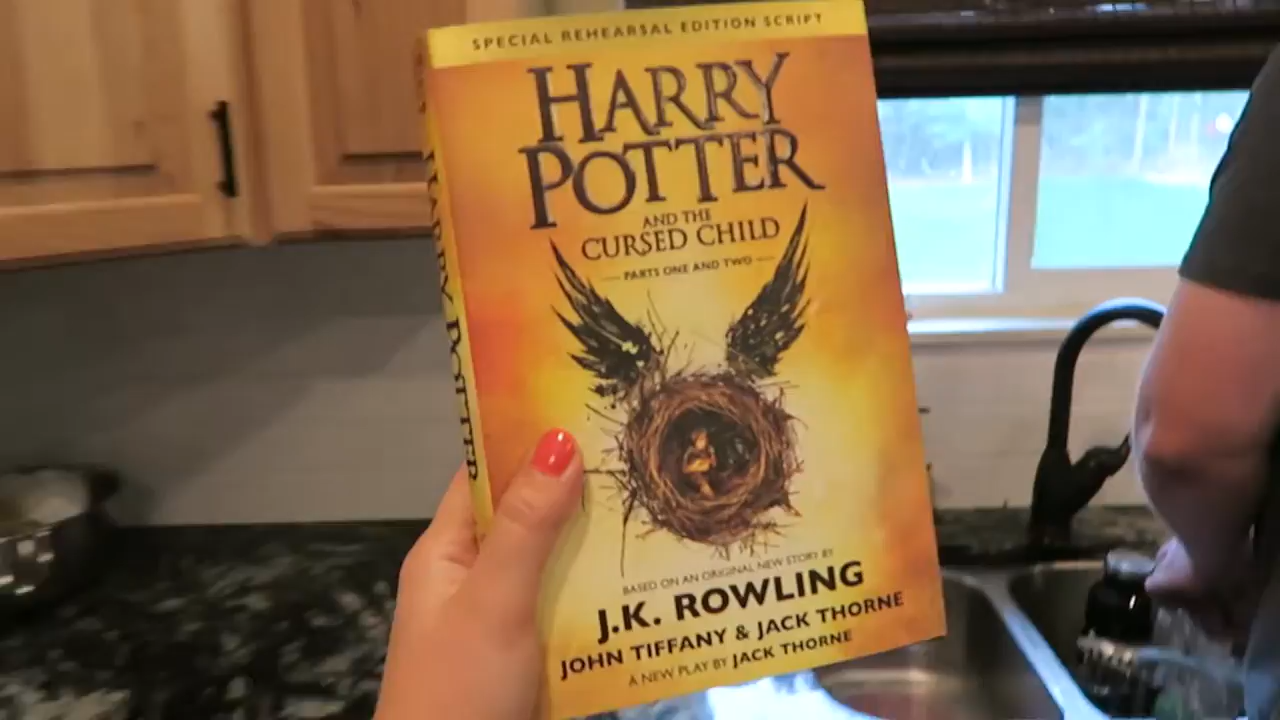 SPECIAL REHEARSAL EDITION SCRIPT
HARRY
POTTER
AND THE
CURSED CHILD
PARTS ONE AND TWO
BASED ON AN ORIGINAL NEW STORY BY
J.K. ROWLING
JOHN TIFFANY & JACK THORNE
A NEW PLAY BY JACK THORNE
HARRY POTTER